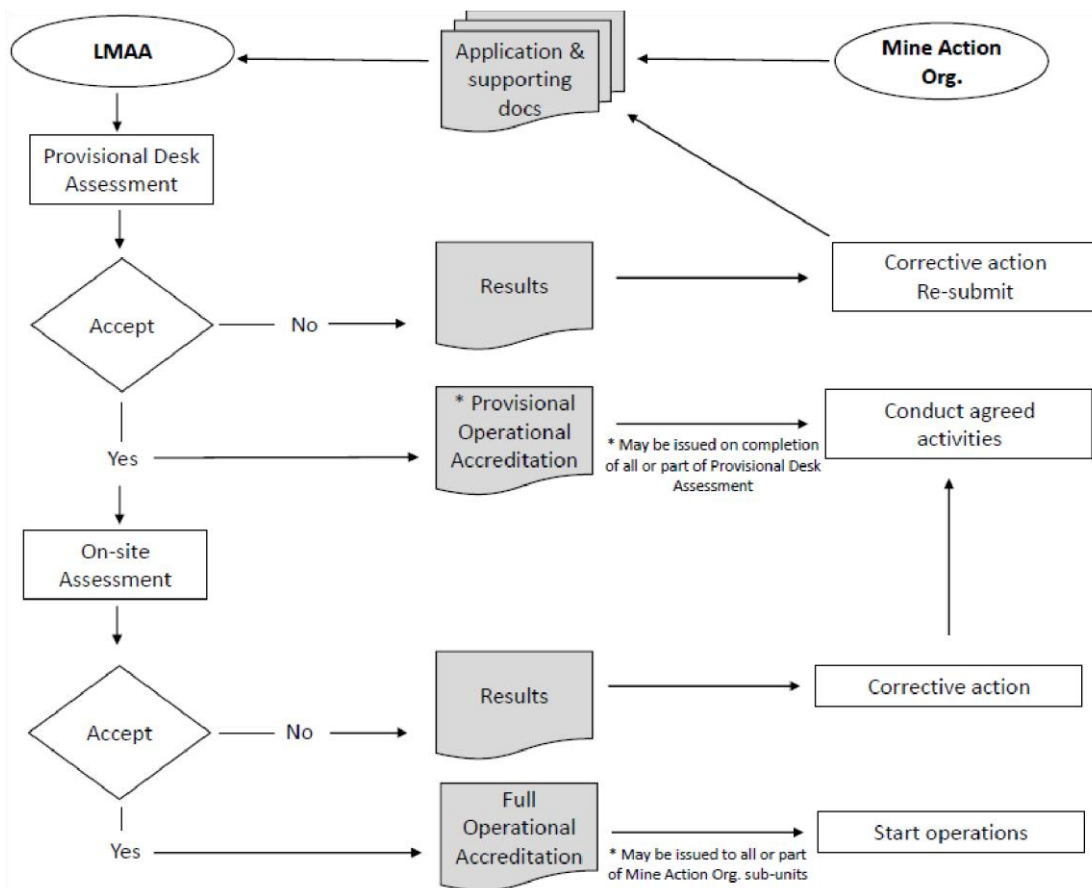 LMAA
Application &
supporting
docs
Mine Action
Org.
Provisional Desk
Assessment
Accept
No
Results
Corrective action
Re-submit
Yes
* Provisional
Operational
Accreditation
* May be issued on completion
of all or part of Provisional Desk
Assessment
Conduct agreed
activities
On-site
Assessment
Accept
No
Results
Corrective action
Yes
Full
Operational
Accreditation
* May be issued to all or part
of Mine Action Org. sub-units
Start operations